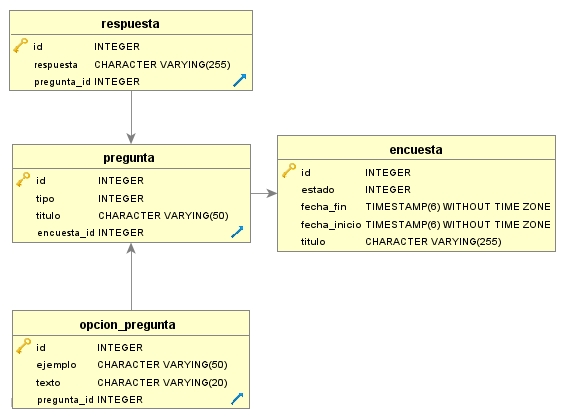 respuesta
id INTEGER
respuesta CHARACTER VARYING(255)
pregunta_id INTEGER
pregunta
id INTEGER
tipo INTEGER
titulo CHARACTER VARYING(50)
encuesta_id INTEGER
encuesta
id INTEGER
estado INTEGER
fecha_fin TIMESTAMP(6) WITHOUT TIME ZONE
fecha_inicio TIMESTAMP(6) WITHOUT TIME ZONE
titulo CHARACTER VARYING(255)
opcion_pregunta
id INTEGER
ejemplo CHARACTER VARYING(50)
texto CHARACTER VARYING(20)
pregunta_id INTEGER